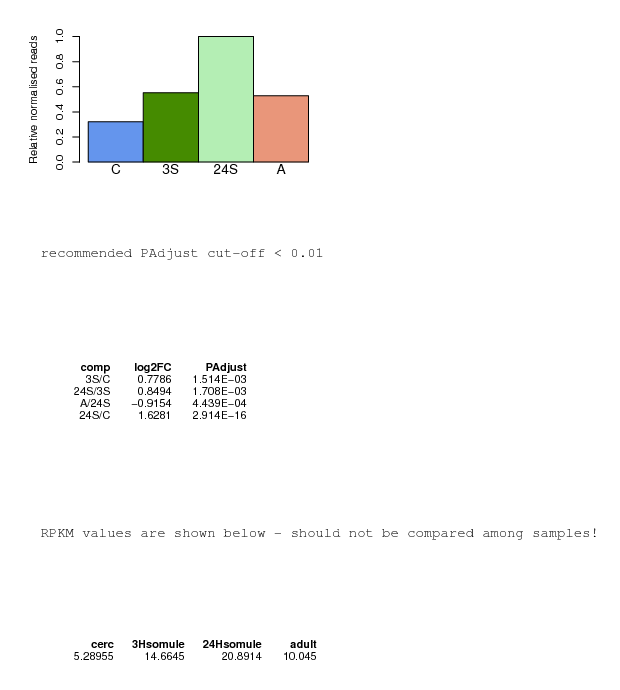 Relative normalised reads
1.0
0.8
0.6
0.4
0.2
0.0
C 3S 24S A
recommended PAdjust cut-off < 0.01
comp log2FC PAdjust
3S/C 0.7786 1.514E−03
24S/3S 0.8494 1.708E−03
A/24S −0.9154 4.439E−04
24S/C 1.6281 2.914E−16
RPKM values are shown below - should not be compared among samples!
cerc 3Hsomule 24Hsomule adult
5.28955 14.6645 20.8914 10.045